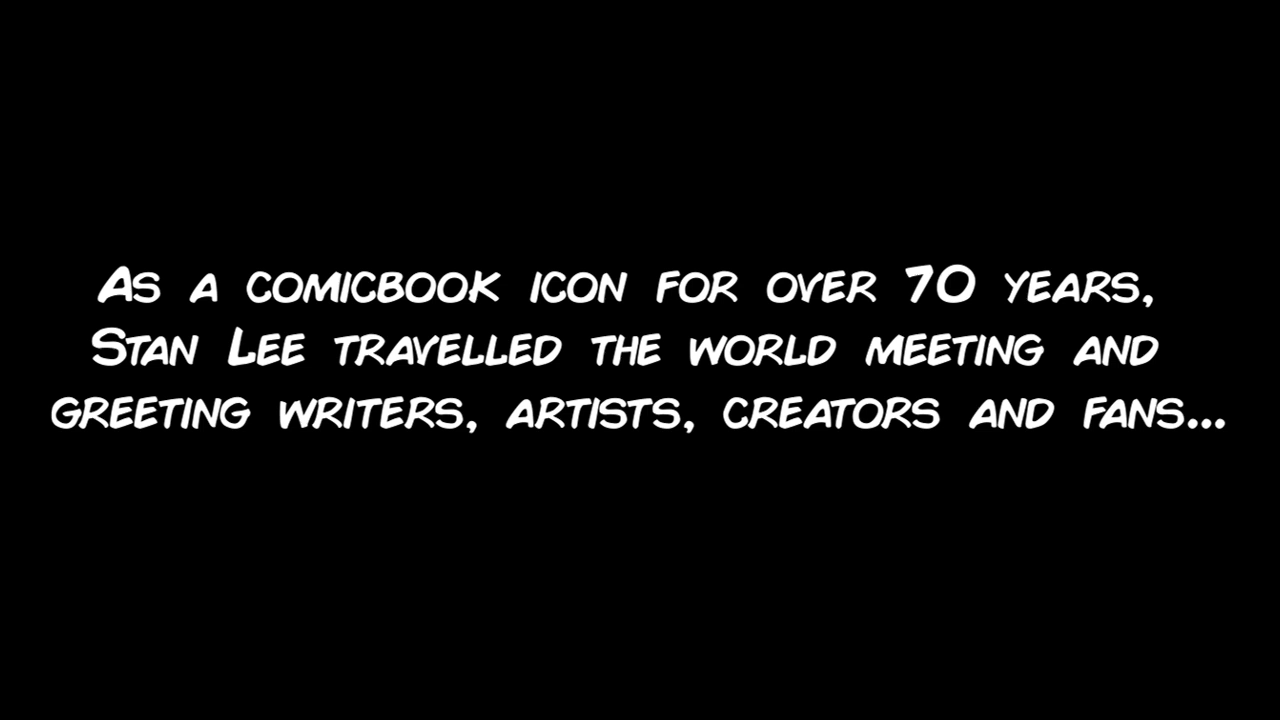 As a comicbook icon for over 70 years,
Stan Lee travelled the world meeting and
greeting writers, artists, creators and fans...